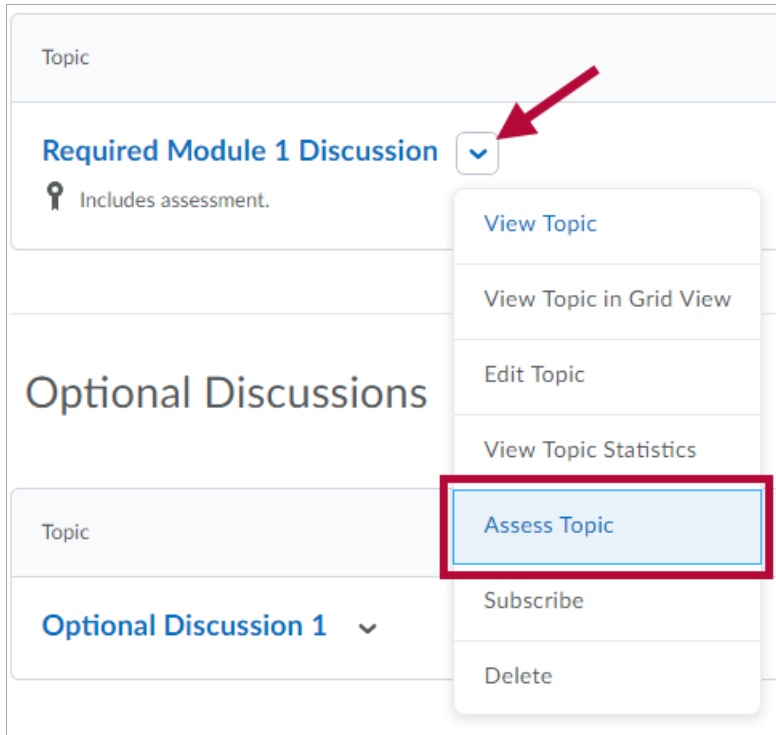 Topic
Required Module 1 Discussion
Includes assessment.
View Topic
View Topic in Grid View
Edit Topic
View Topic Statistics
Assess Topic
Subscribe
Delete
Optional Discussions
Topic
Optional Discussion 1